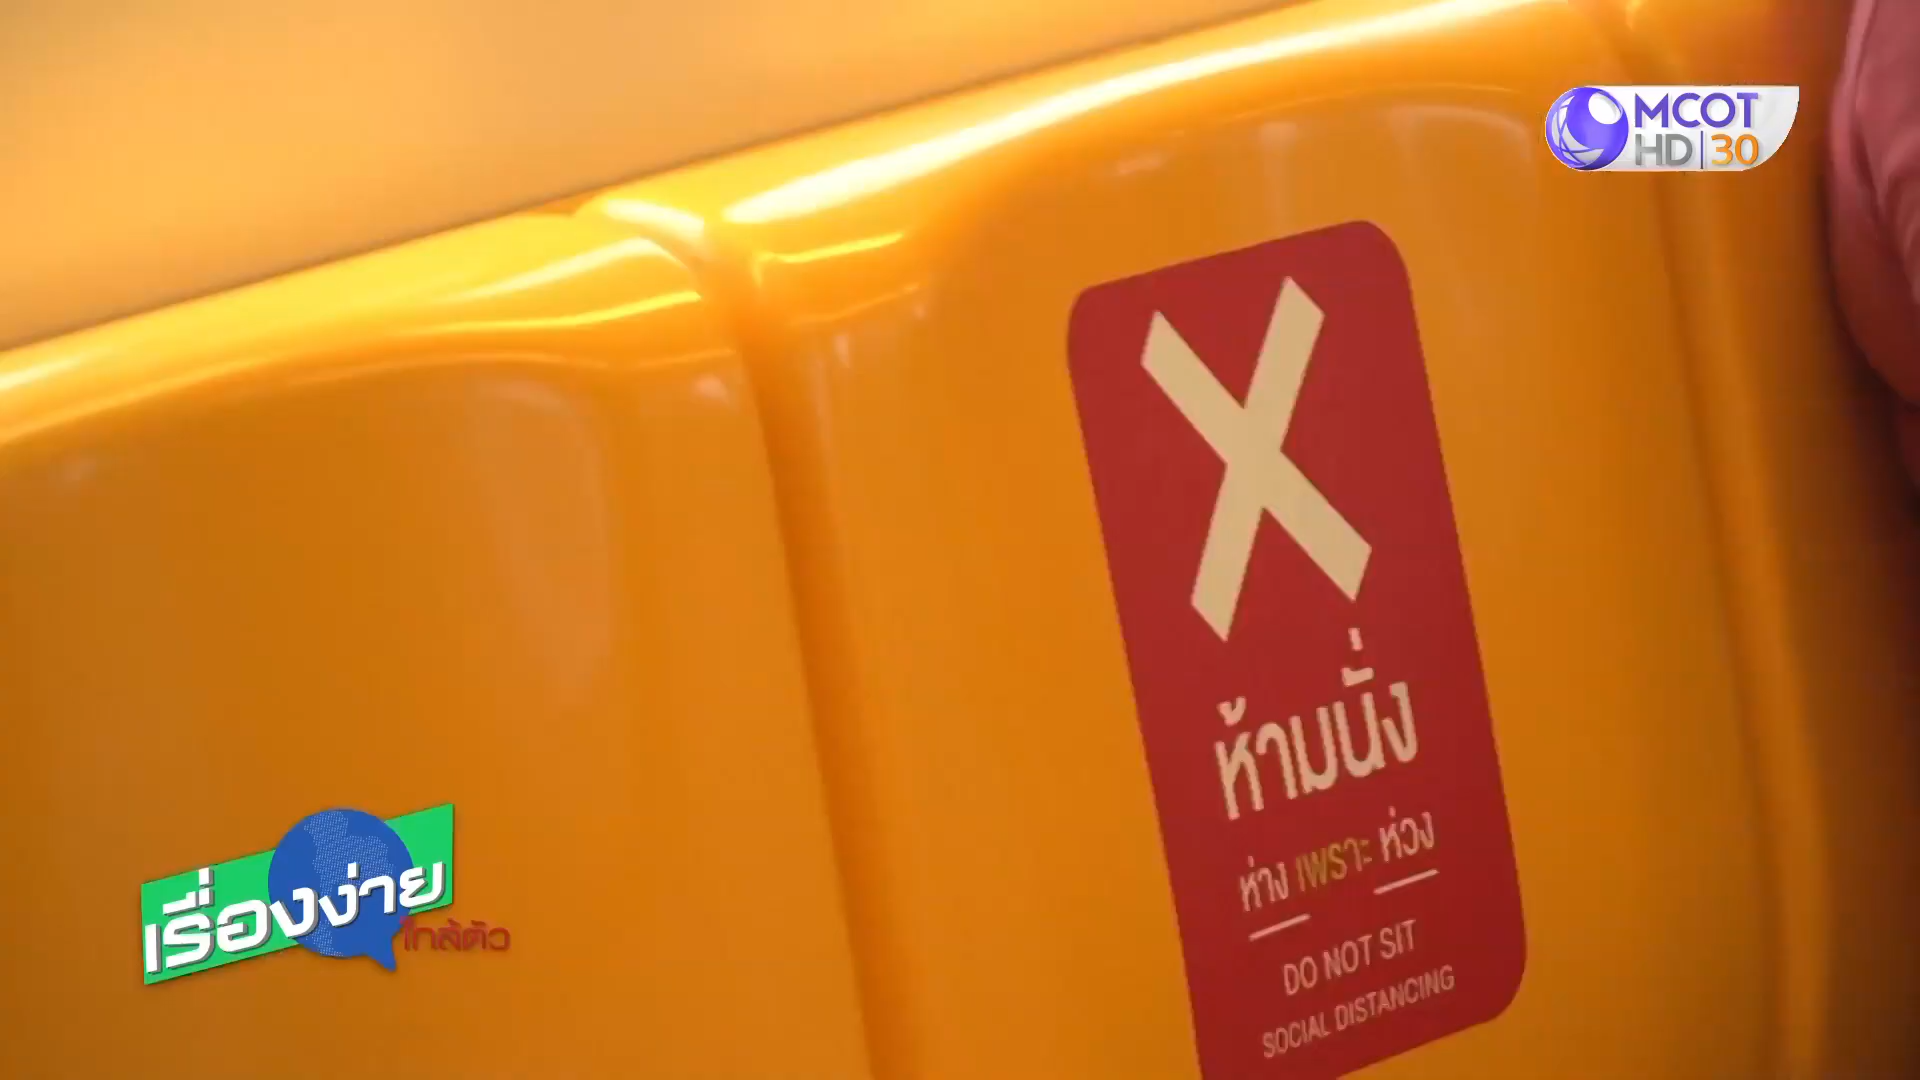 MCOT
HD 30
X
ห้ามนั่ง
ห่าง เพราะ ห่วง
DO NOT SIT
SOCIAL DISTANCING
เรื่องง่าย
ใกล้ตัว